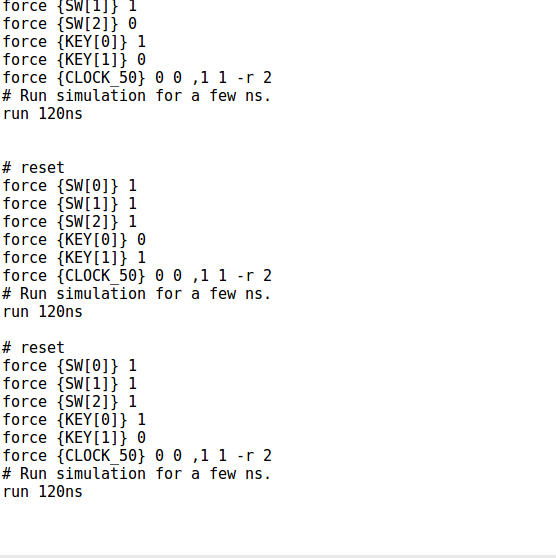 force {SW[1]} 1
force {SW[2]} 0
force {KEY[0]} 1
force {KEY[1]} 0
force {CLOCK_50} 0 0 ,1 1 -r 2
# Run simulation for a few ns.
run 120ns
# reset
force {SW[0]} 1
force {SW[1]} 1
force {SW[2]} 1
force {KEY[0]} 0
force {KEY[1]} 1
force {CLOCK_50} 0 0 ,1 1 -r 2
# Run simulation for a few ns.
run 120ns
# reset
force {SW[0]} 1
force {SW[1]} 1
force {SW[2]} 1
force {KEY[0]} 1
force {KEY[1]} 0
force {CLOCK_50} 0 0 ,1 1 -r 2
# Run simulation for a few ns.
run 120ns